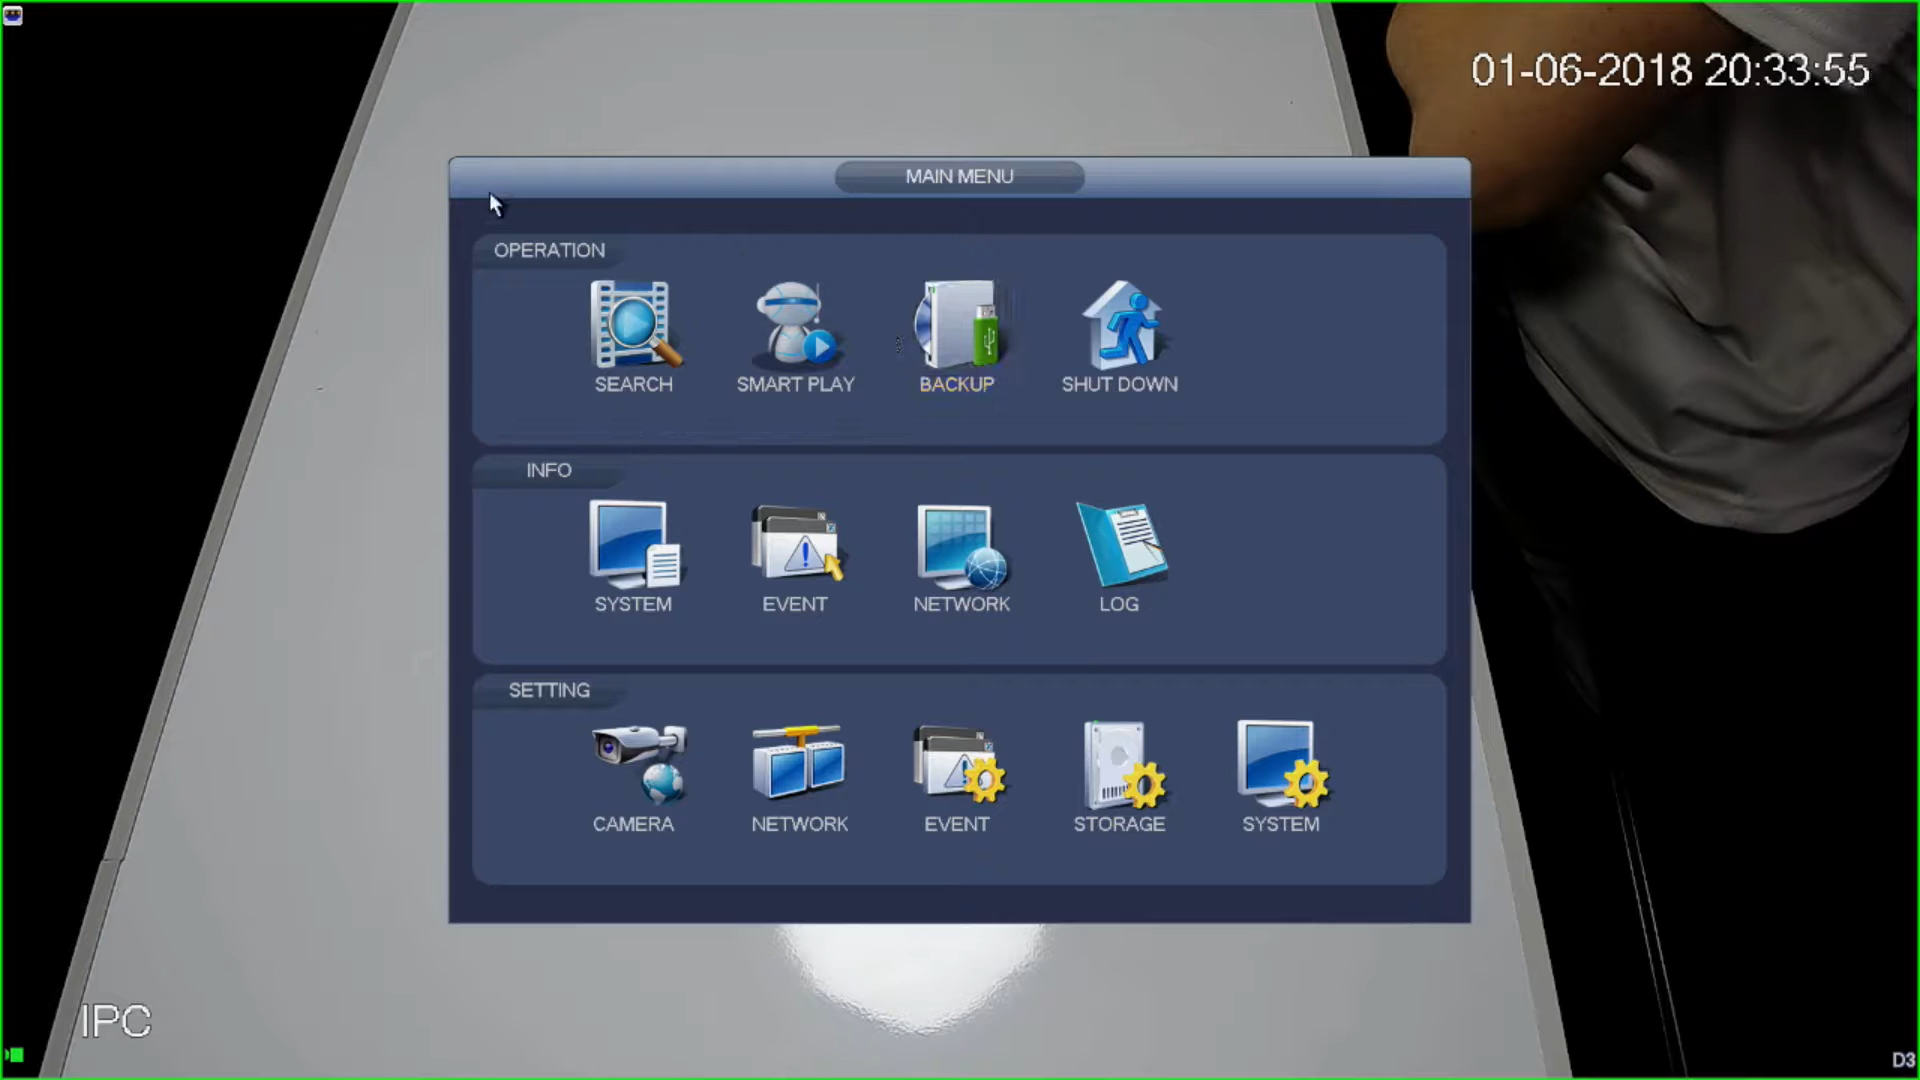 01-06-2018 20:33:55
MAIN MENU
OPERATION
SEARCH
SMART PLAY
BACKUP
SHUT DOWN
INFO
SYSTEM
EVENT
NETWORK
LOG
SETTING
CAMERA
NETWORK
EVENT
STORAGE
SYSTEM
IPC
D3